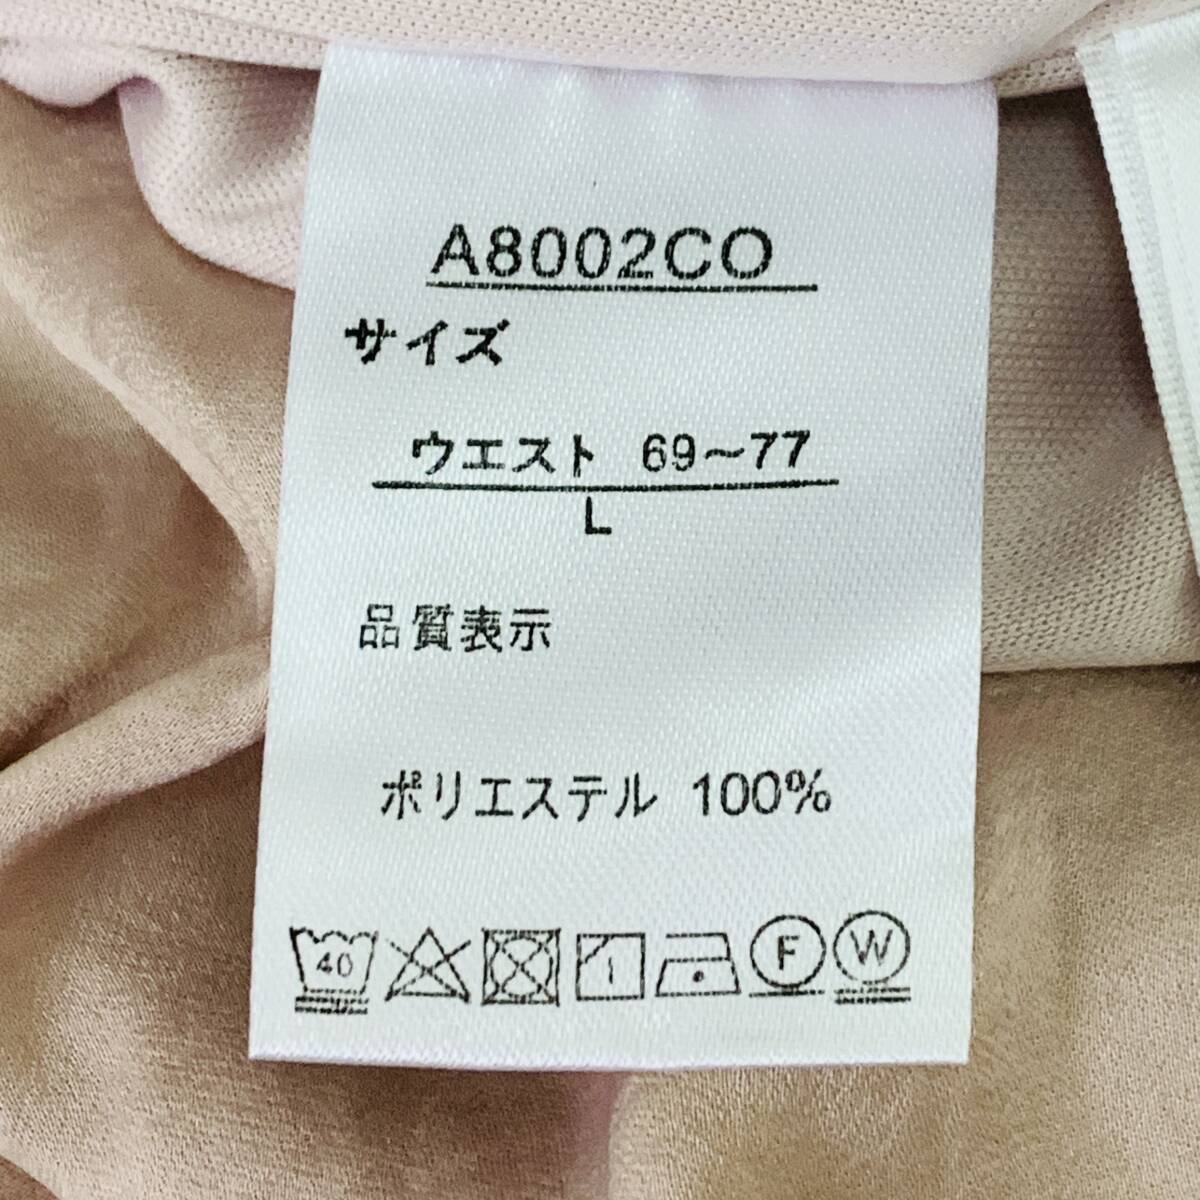 A8002CO
サイズ
ウエスト 69～77
L
品質表示
ポリエステル 100%
40 F W